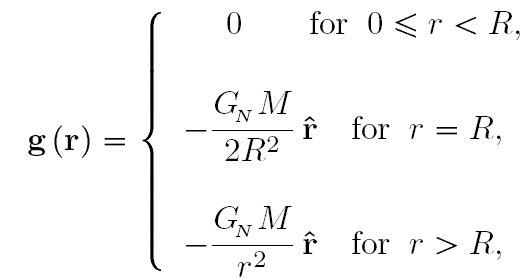 0 for 0 ⩽ r < R,
g (r) = { −G_N M / 2R² r̂ for r = R,
−G_N M / r² r̂ for r > R,